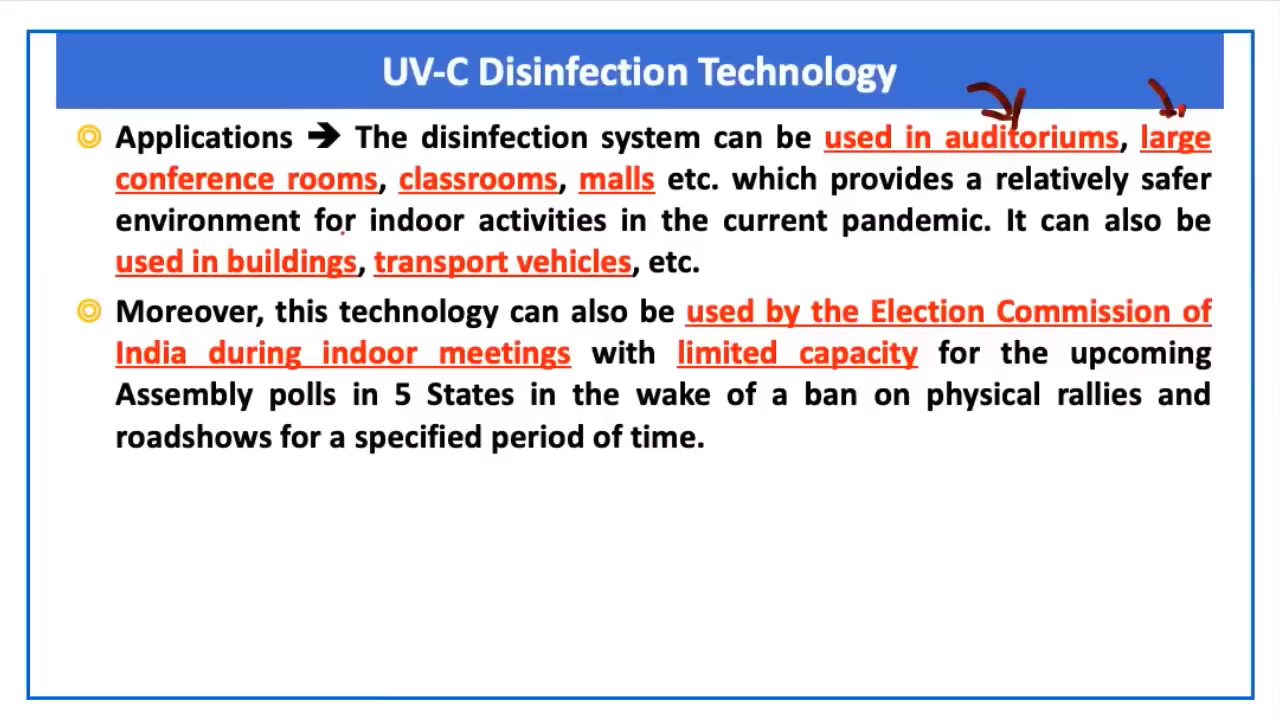 UV-C Disinfection Technology
Applications ➔ The disinfection system can be used in auditoriums, large
conference rooms, classrooms, malls etc. which provides a relatively safer
environment for indoor activities in the current pandemic. It can also be
used in buildings, transport vehicles, etc.
Moreover, this technology can also be used by the Election Commission of
India during indoor meetings with limited capacity for the upcoming
Assembly polls in 5 States in the wake of a ban on physical rallies and
roadshows for a specified period of time.